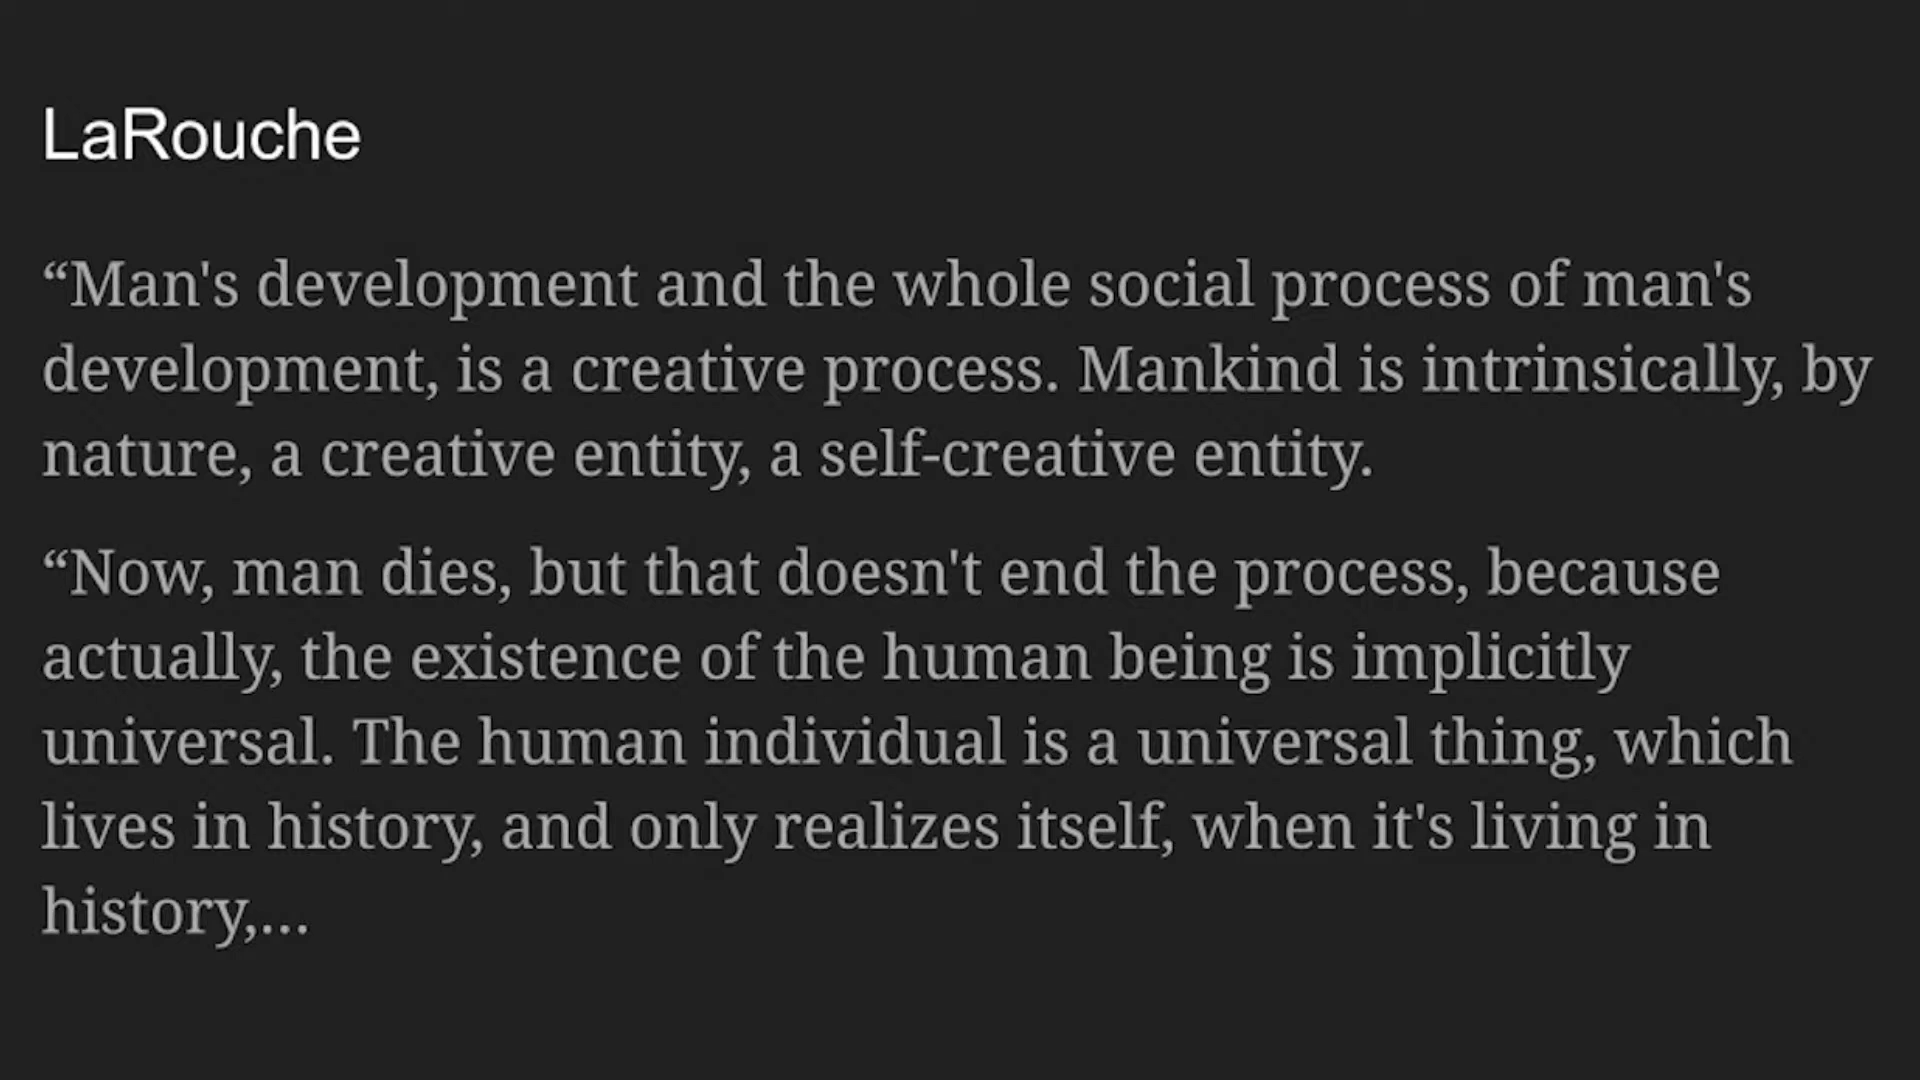 LaRouche
“Man's development and the whole social process of man's
development, is a creative process. Mankind is intrinsically, by
nature, a creative entity, a self-creative entity.
“Now, man dies, but that doesn't end the process, because
actually, the existence of the human being is implicitly
universal. The human individual is a universal thing, which
lives in history, and only realizes itself, when it's living in
history,...